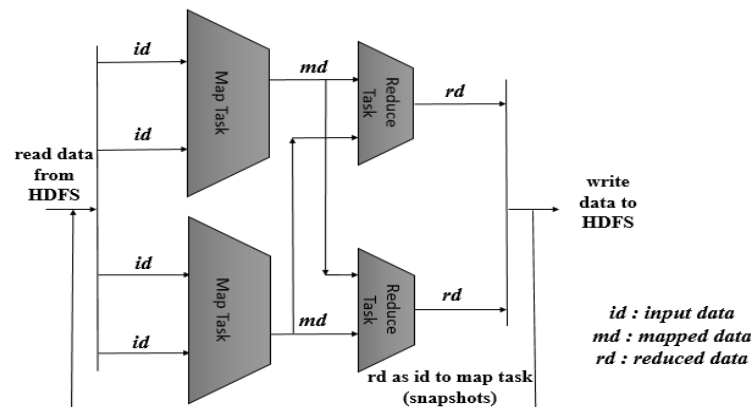 id
md
Map Task
Reduce
Task
rd
id
read data
from
HDFS
write
data to
HDFS
id
Map Task
md
Reduce
Task
rd
id
id : input data
md : mapped data
rd : reduced data
rd as id to map task
(snapshots)